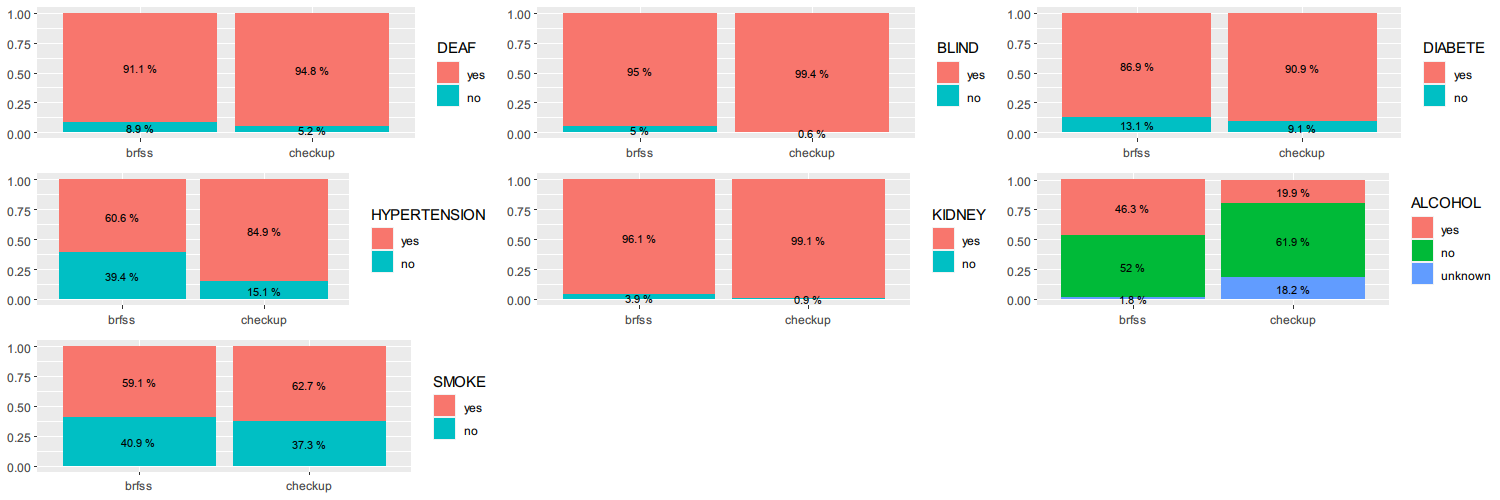 DEAF
1.00
0.75
0.50
0.25
0.00
91.1 %
94.8 %
8.9 %
5.2 %
yes
no
brfss
checkup
BLIND
1.00
0.75
0.50
0.25
0.00
95 %
99.4 %
5 %
0.6 %
yes
no
brfss
checkup
DIABETE
1.00
0.75
0.50
0.25
0.00
86.9 %
90.9 %
13.1 %
9.1 %
yes
no
brfss
checkup
HYPERTENSION
1.00
0.75
0.50
0.25
0.00
60.6 %
84.9 %
39.4 %
15.1 %
yes
no
brfss
checkup
KIDNEY
1.00
0.75
0.50
0.25
0.00
96.1 %
99.1 %
3.9 %
0.9 %
yes
no
brfss
checkup
ALCOHOL
1.00
0.75
0.50
0.25
0.00
46.3 %
19.9 %
52 %
61.9 %
1.8 %
18.2 %
yes
no
unknown
brfss
checkup
SMOKE
1.00
0.75
0.50
0.25
0.00
59.1 %
62.7 %
40.9 %
37.3 %
yes
no
brfss
checkup